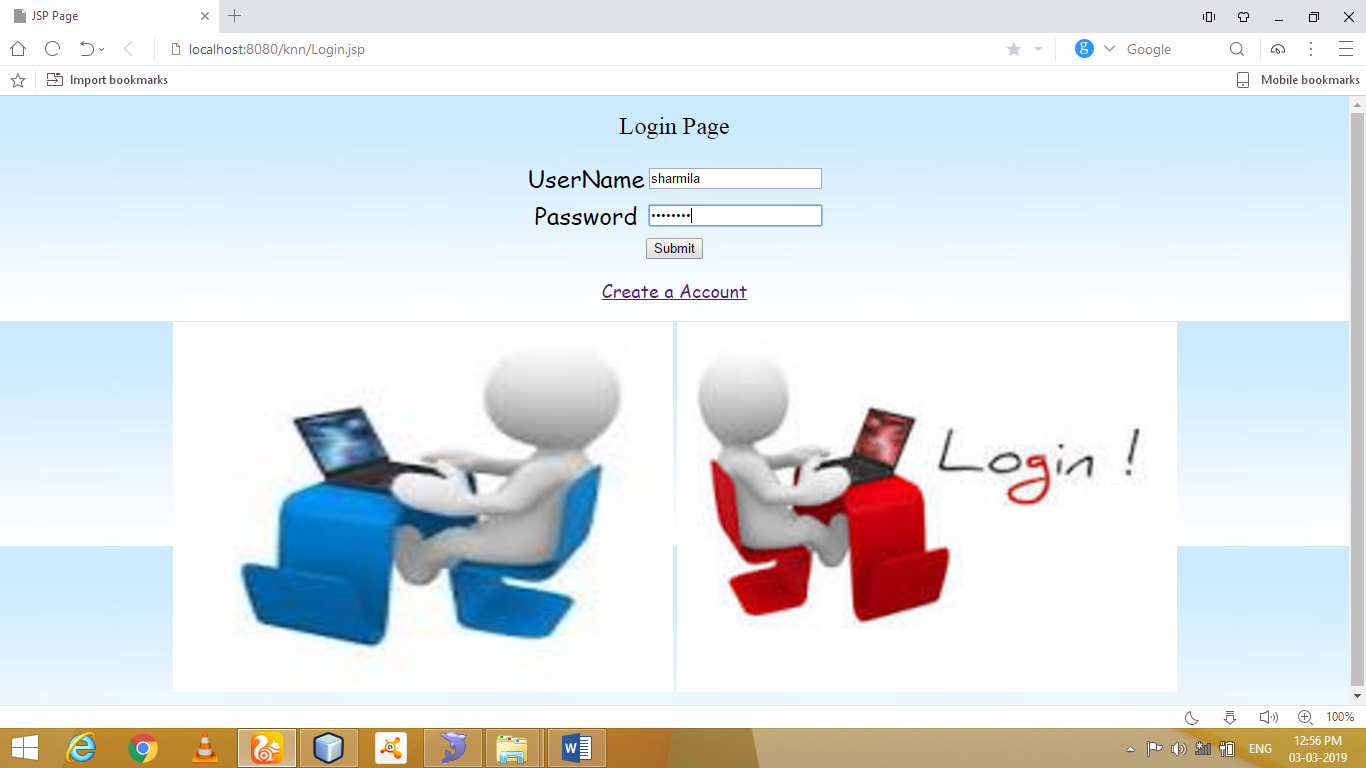 JSP Page
localhost:8080/knn/Login.jsp
Google
Import bookmarks
Mobile bookmarks
Login Page
UserName sharmila
Password ••••••••
Submit
Create a Account
Login !
100%
ENG
12:56 PM
03-03-2019